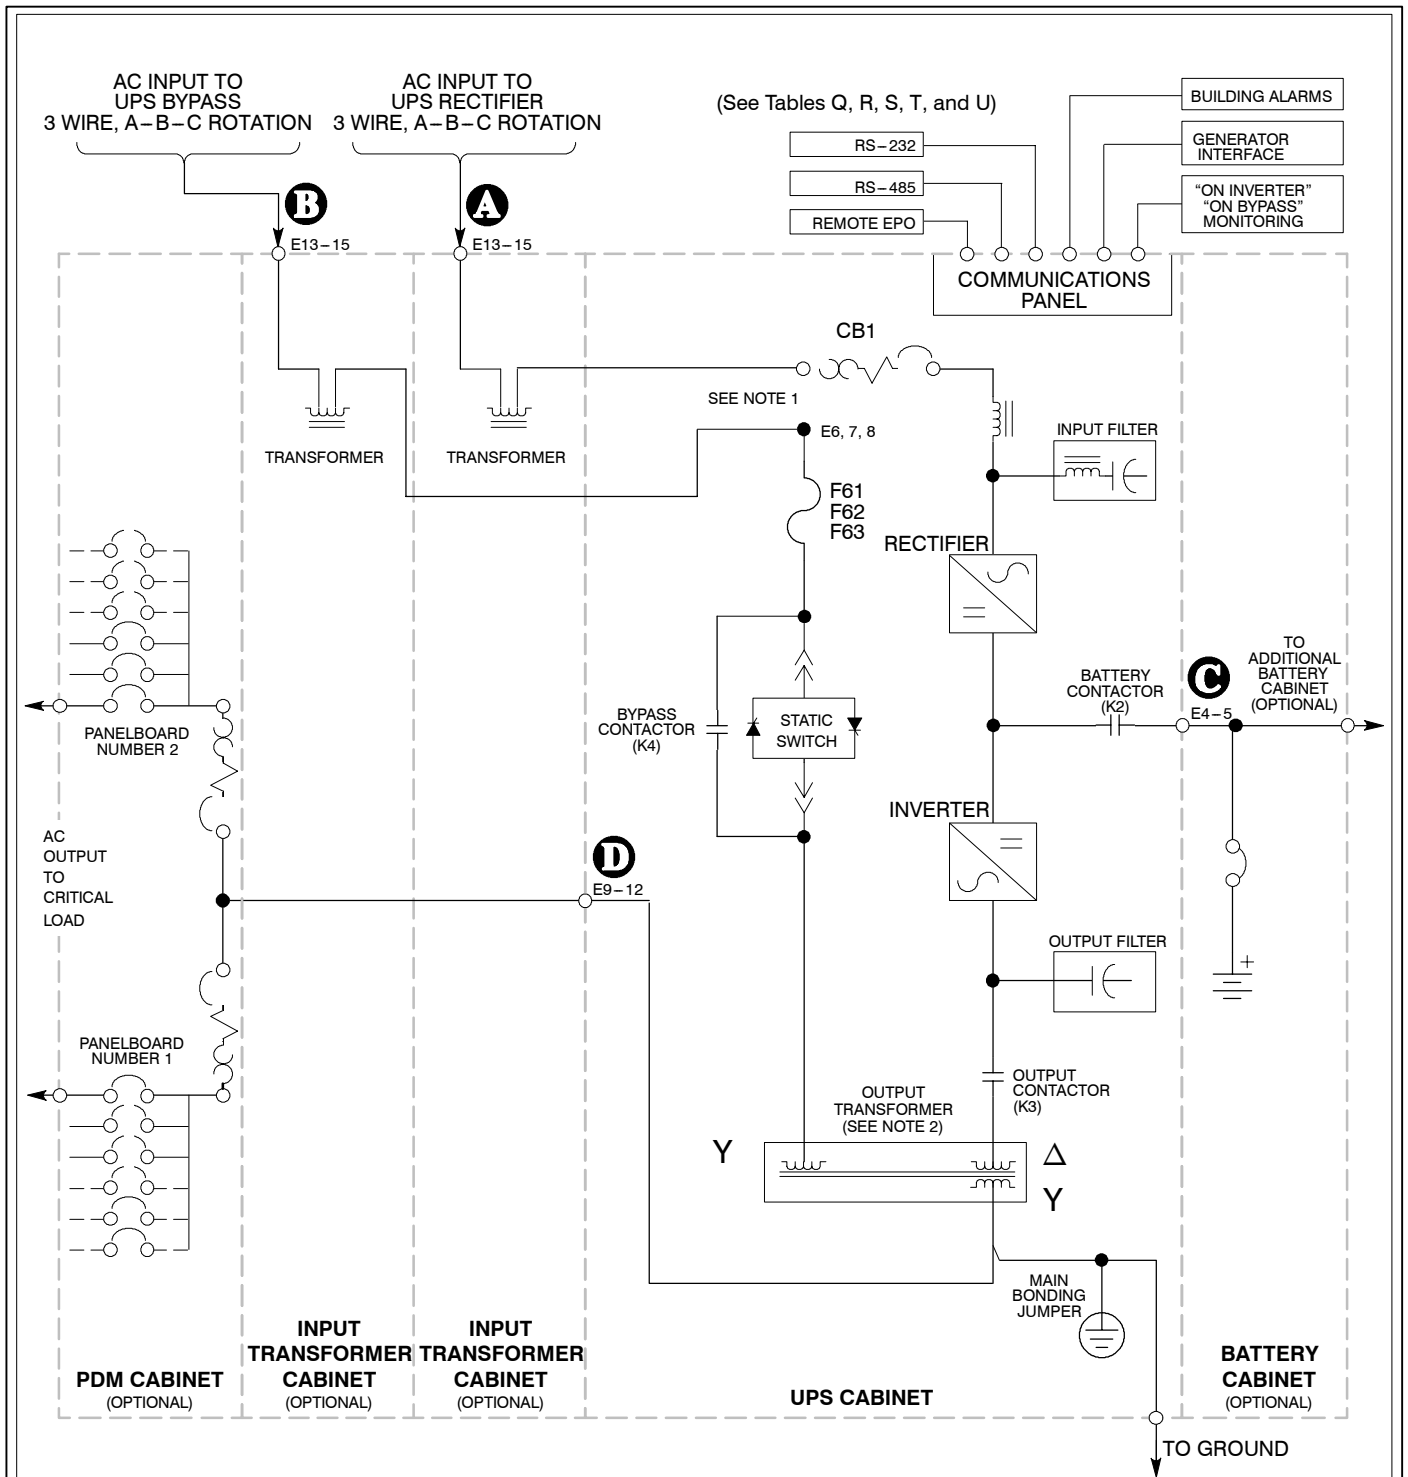 AC INPUT TO
UPS BYPASS
3 WIRE, A–B–C ROTATION
AC INPUT TO
UPS RECTIFIER
3 WIRE, A–B–C ROTATION
(See Tables Q, R, S, T, and U)
RS–232
RS–485
REMOTE EPO
BUILDING ALARMS
GENERATOR
INTERFACE
“ON INVERTER”
“ON BYPASS”
MONITORING
B
A
E13–15
E13–15
COMMUNICATIONS
PANEL
CB1
SEE NOTE 1
E6, 7, 8
INPUT FILTER
TRANSFORMER
TRANSFORMER
F61
F62
F63
RECTIFIER
TO
ADDITIONAL
BATTERY
CABINET
(OPTIONAL)
C
BATTERY
CONTACTOR
(K2)
E4–5
BYPASS
CONTACTOR
(K4)
STATIC
SWITCH
PANELBOARD
NUMBER 2
INVERTER
AC
OUTPUT
TO
CRITICAL
LOAD
D
E9–12
OUTPUT FILTER
+
PANELBOARD
NUMBER 1
OUTPUT
CONTACTOR
(K3)
OUTPUT
TRANSFORMER
(SEE NOTE 2)
Y
Δ
Y
MAIN
BONDING
JUMPER
PDM CABINET
(OPTIONAL)
INPUT
TRANSFORMER
CABINET
(OPTIONAL)
INPUT
TRANSFORMER
CABINET
(OPTIONAL)
UPS CABINET
BATTERY
CABINET
(OPTIONAL)
TO GROUND